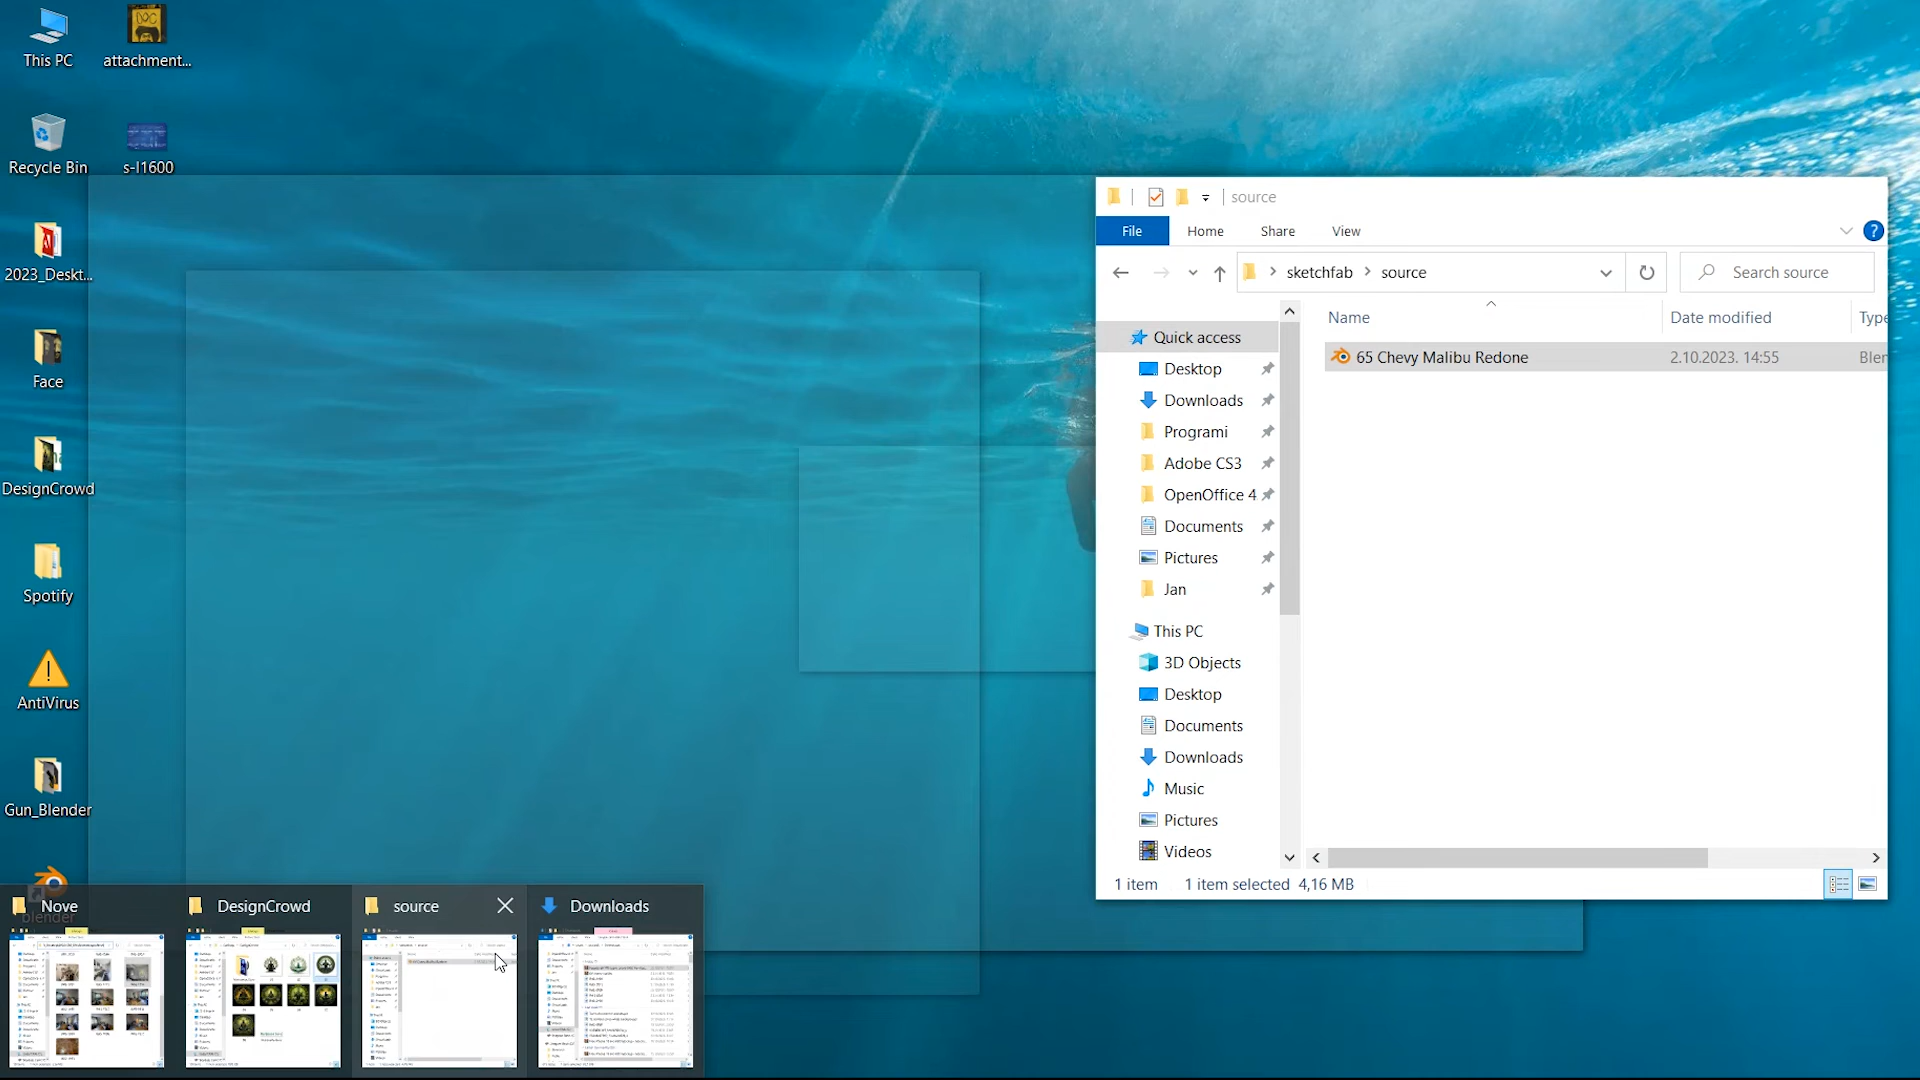 This PC
attachment...
Recycle Bin
s-l1600
2023_Deskt...
Face
DesignCrowd
Spotify
AntiVirus
Gun_Blender
blender
source
File
Home
Share
View
?
sketchfab
source
Search source
Name
Date modified
Type
Quick access
Desktop
Downloads
Programi
Adobe CS3
OpenOffice 4
Documents
Pictures
Jan
This PC
3D Objects
Desktop
Documents
Downloads
Music
Pictures
Videos
65 Chevy Malibu Redone
2.10.2023. 14:55
Blen
1 item
1 item selected 4,16 MB
Nove
DesignCrowd
source
Downloads